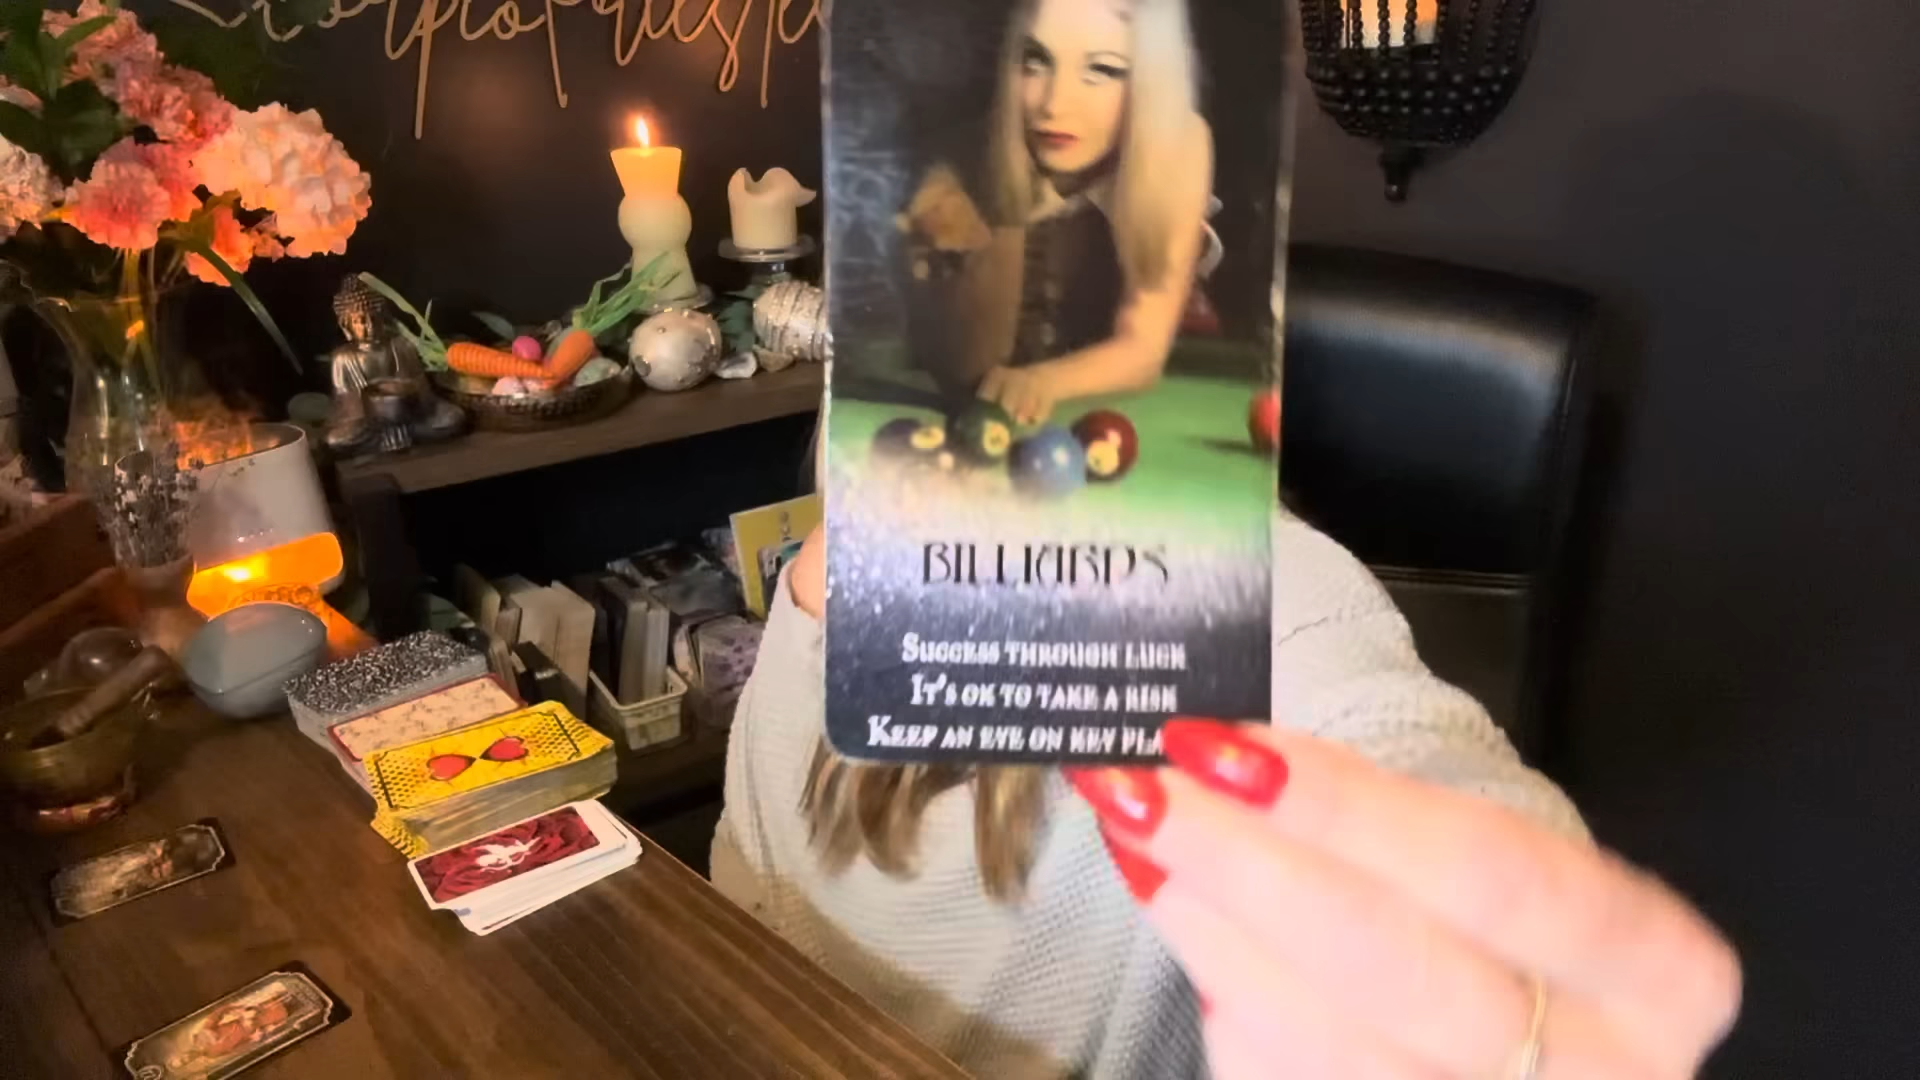 BILLIARDS
SUCCESS THROUGH LUCK
IT'S OK TO TAKE A RISK
KEEP AN EYE ON KEY